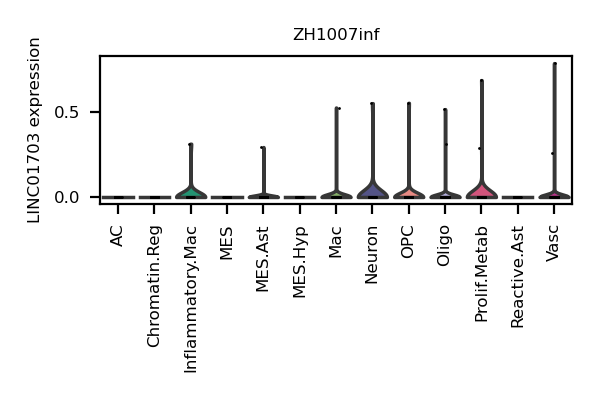 ZH1007inf
LINC01703 expression
0.5
0.0
AC
Chromatin.Reg
Inflammatory.Mac
MES
MES.Ast
MES.Hyp
Mac
Neuron
OPC
Oligo
Prolif.Metab
Reactive.Ast
Vasc